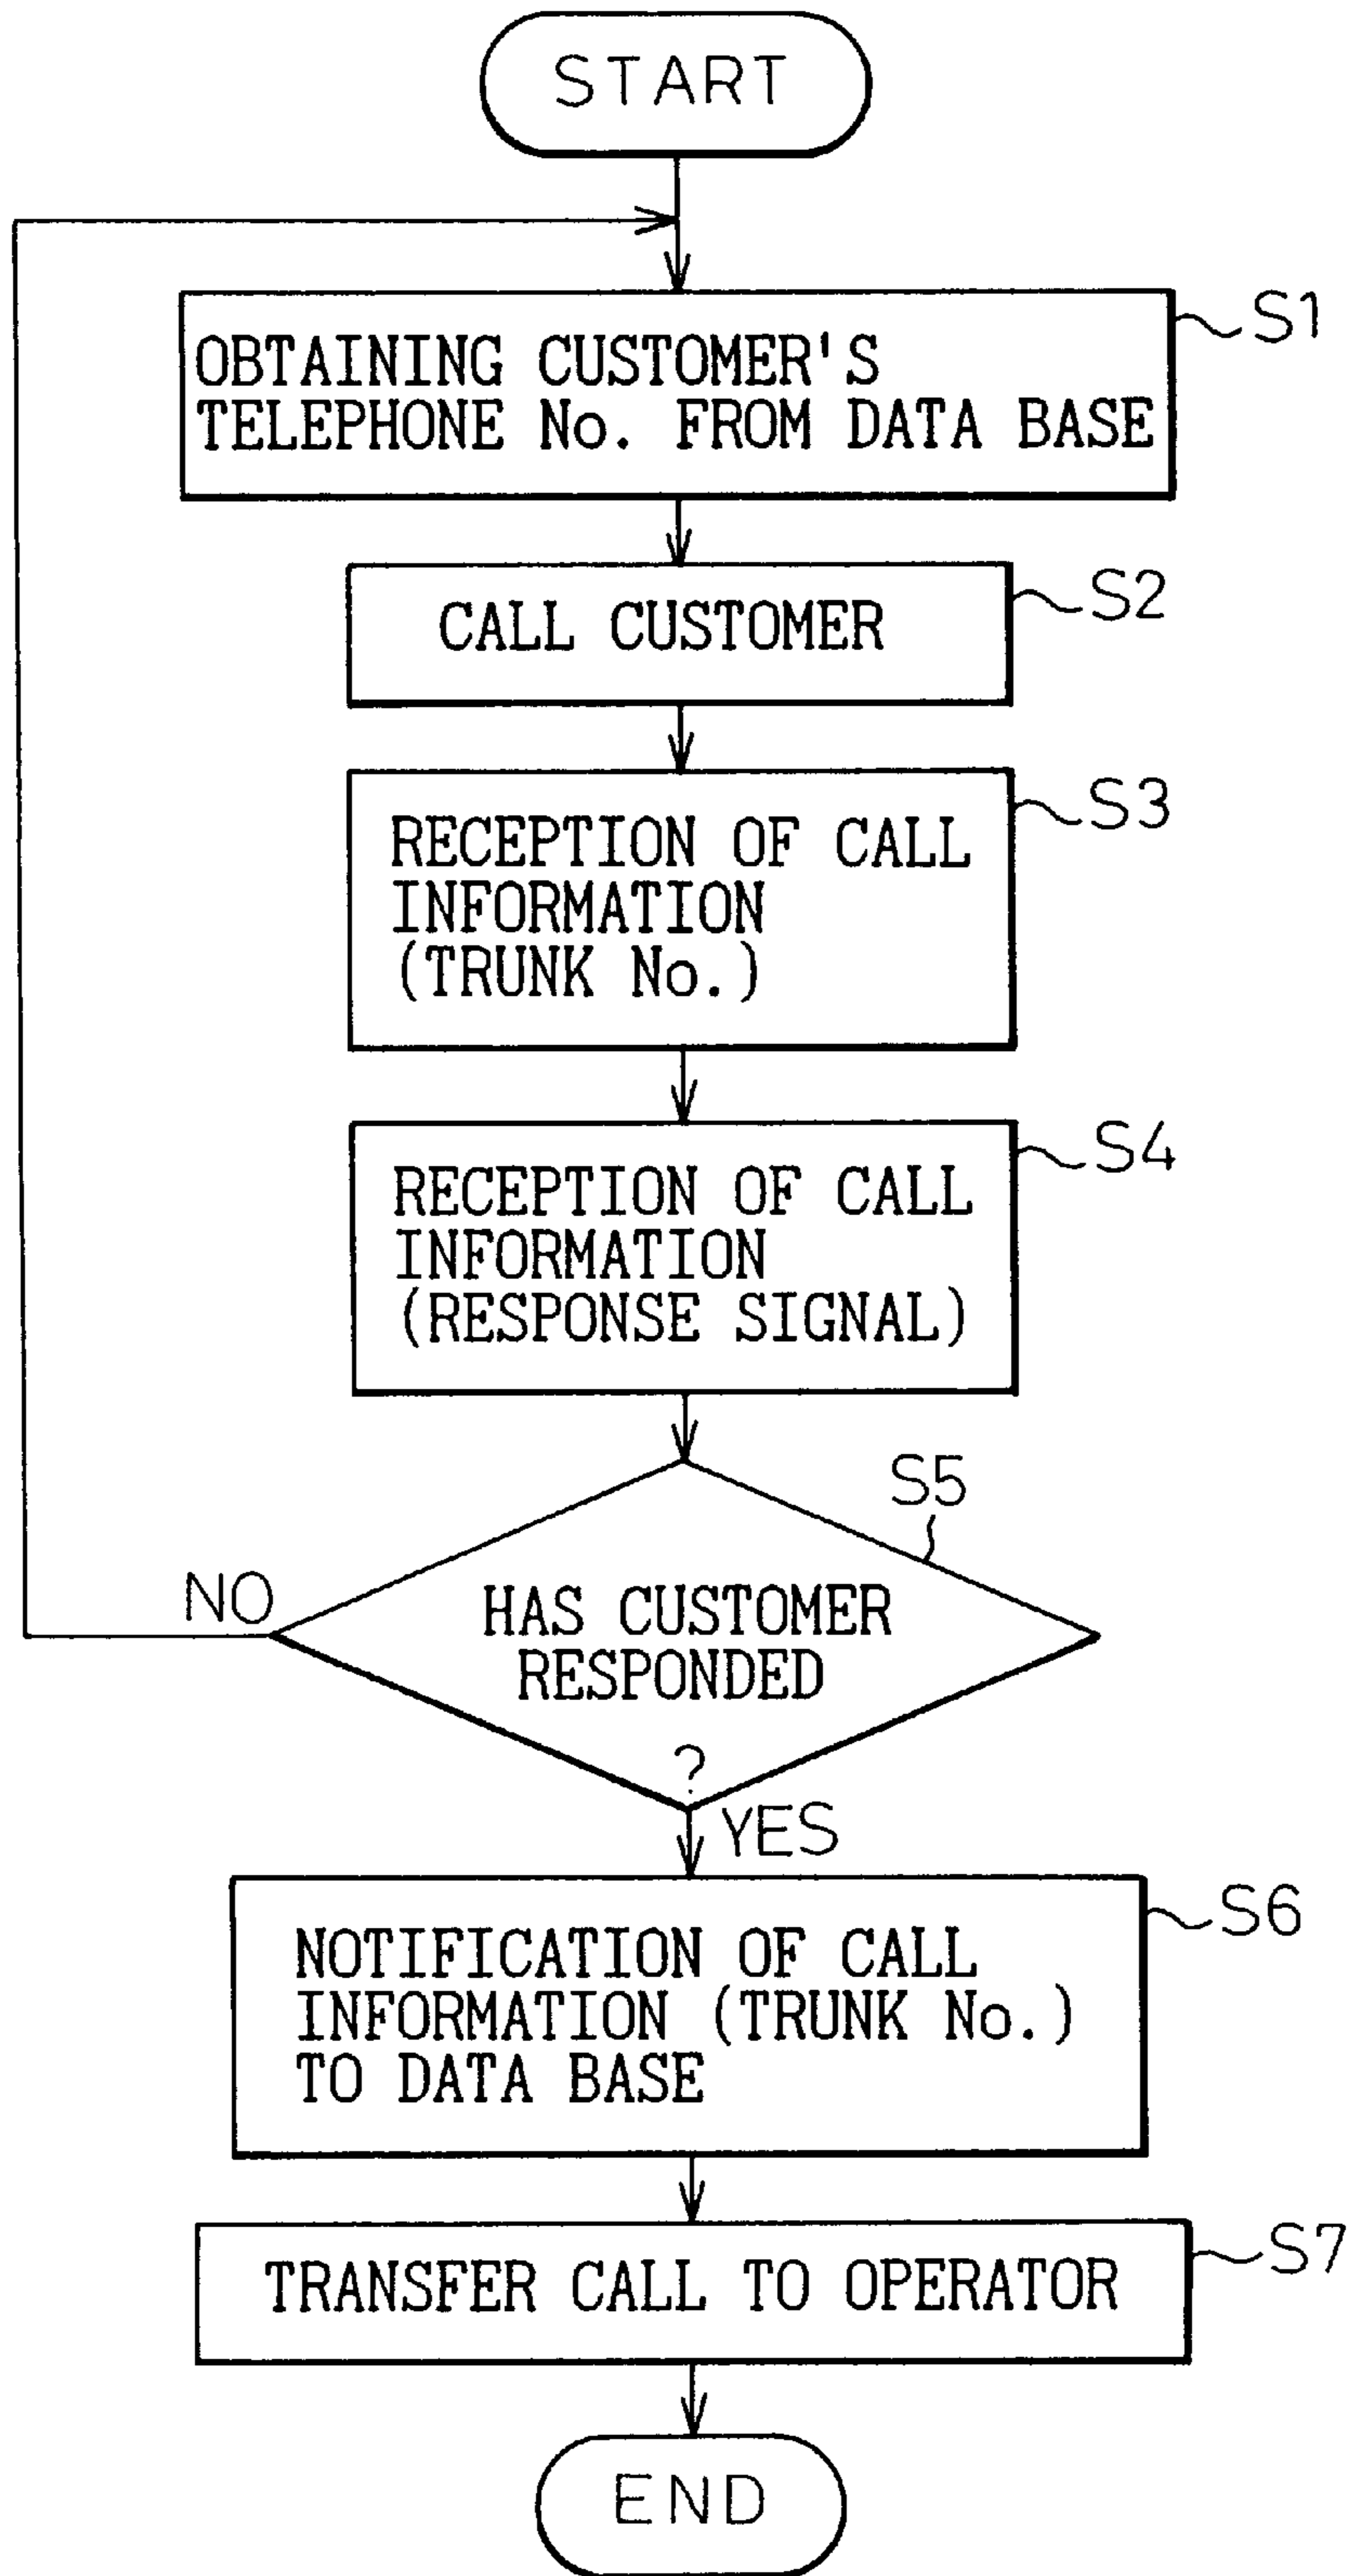 START
S1
OBTAINING CUSTOMER'S
TELEPHONE No. FROM DATA BASE
S2
CALL CUSTOMER
S3
RECEPTION OF CALL
INFORMATION
(TRUNK No.)
S4
RECEPTION OF CALL
INFORMATION
(RESPONSE SIGNAL)
S5
NO
HAS CUSTOMER
RESPONDED
?
YES
S6
NOTIFICATION OF CALL
INFORMATION (TRUNK No.)
TO DATA BASE
S7
TRANSFER CALL TO OPERATOR
END